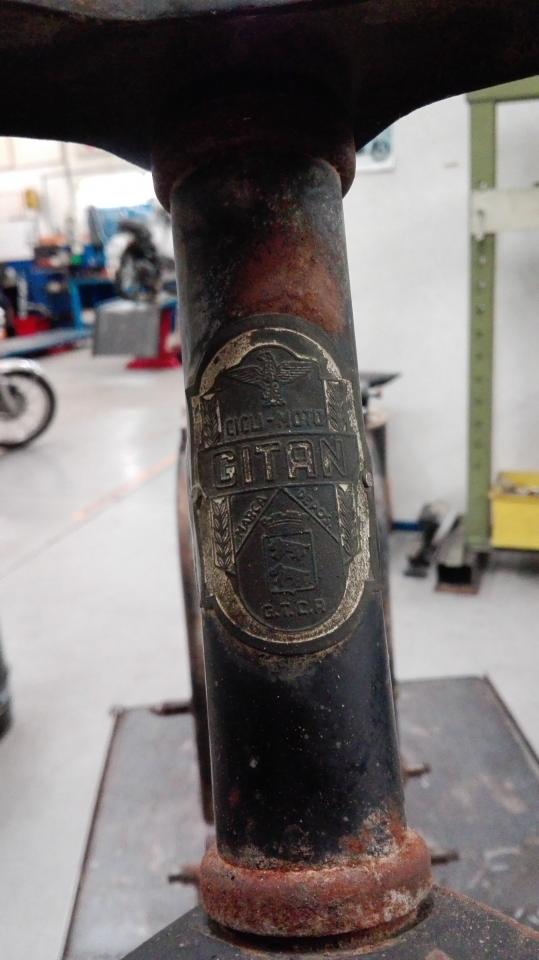 CICLI-MOTO
GITAN
MARCA DEPOS.
G.T.C.R